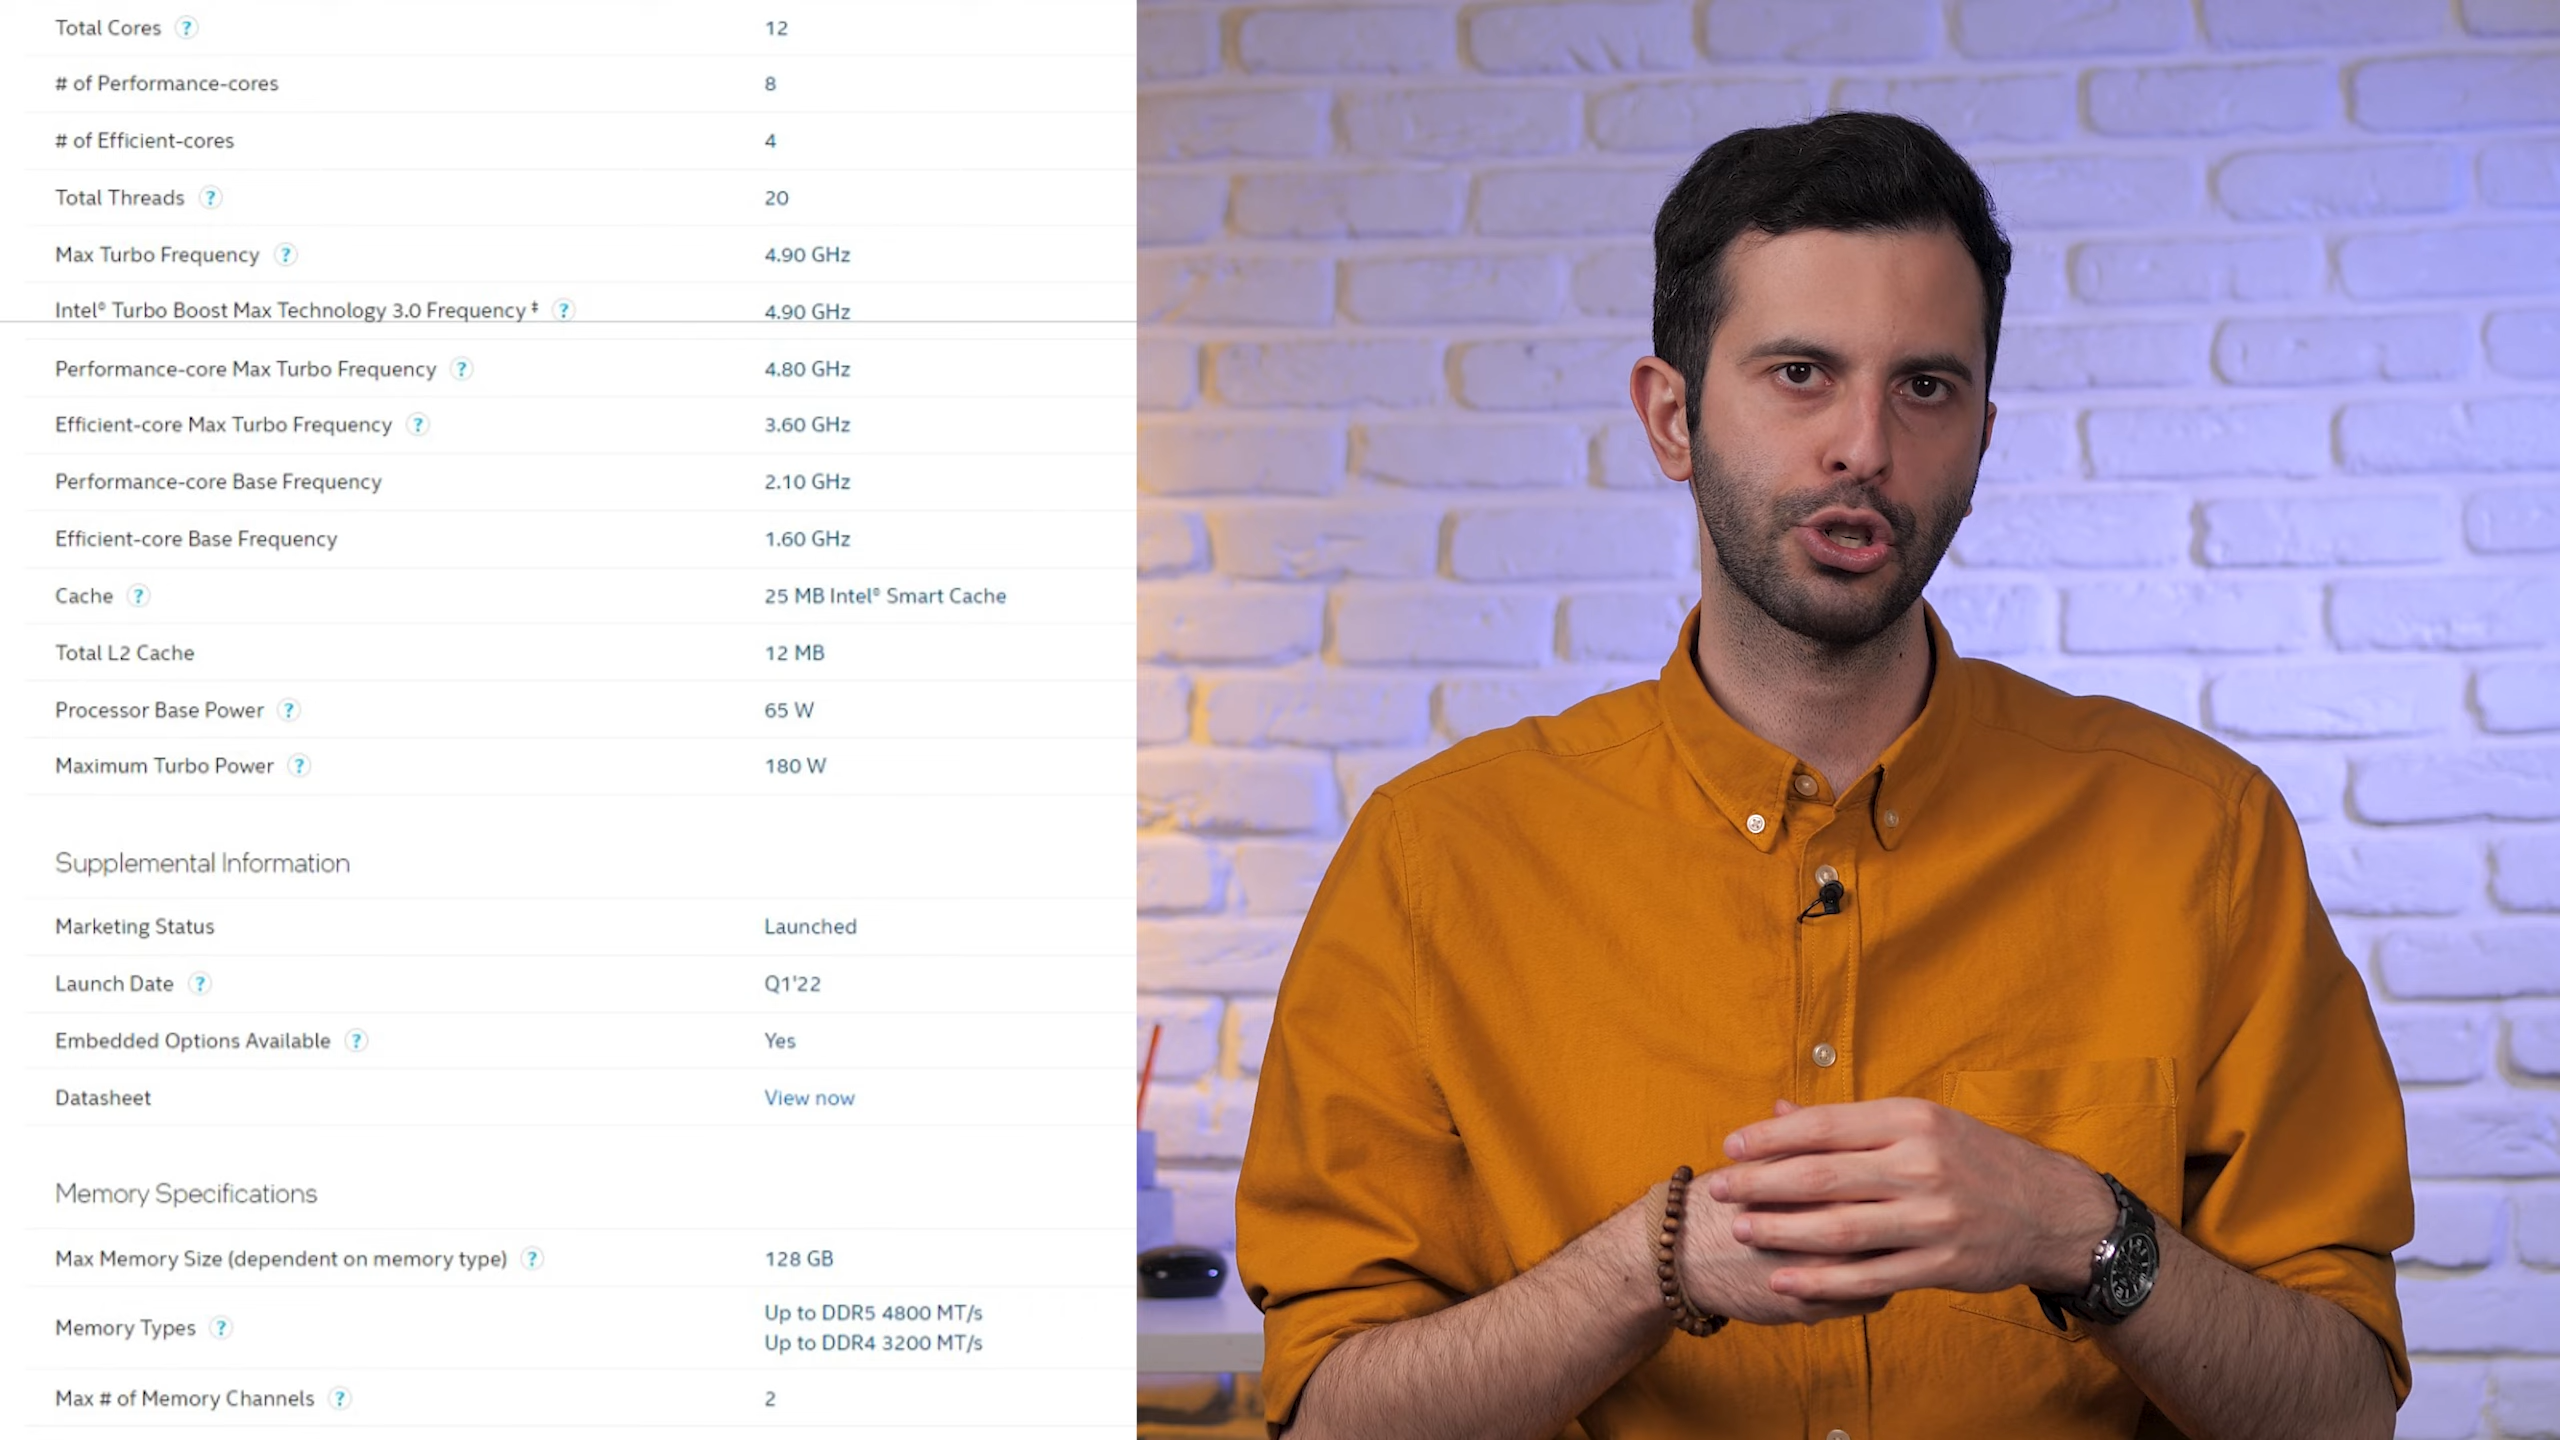 Total Cores ? 12
# of Performance-cores 8
# of Efficient-cores 4
Total Threads ? 20
Max Turbo Frequency ? 4.90 GHz
Intel® Turbo Boost Max Technology 3.0 Frequency ‡ ? 4.90 GHz
Performance-core Max Turbo Frequency ? 4.80 GHz
Efficient-core Max Turbo Frequency ? 3.60 GHz
Performance-core Base Frequency 2.10 GHz
Efficient-core Base Frequency 1.60 GHz
Cache ? 25 MB Intel® Smart Cache
Total L2 Cache 12 MB
Processor Base Power ? 65 W
Maximum Turbo Power ? 180 W
Supplemental Information
Marketing Status Launched
Launch Date ? Q1'22
Embedded Options Available ? Yes
Datasheet View now
Memory Specifications
Max Memory Size (dependent on memory type) ? 128 GB
Memory Types ? Up to DDR5 4800 MT/s
Up to DDR4 3200 MT/s
Max # of Memory Channels ? 2